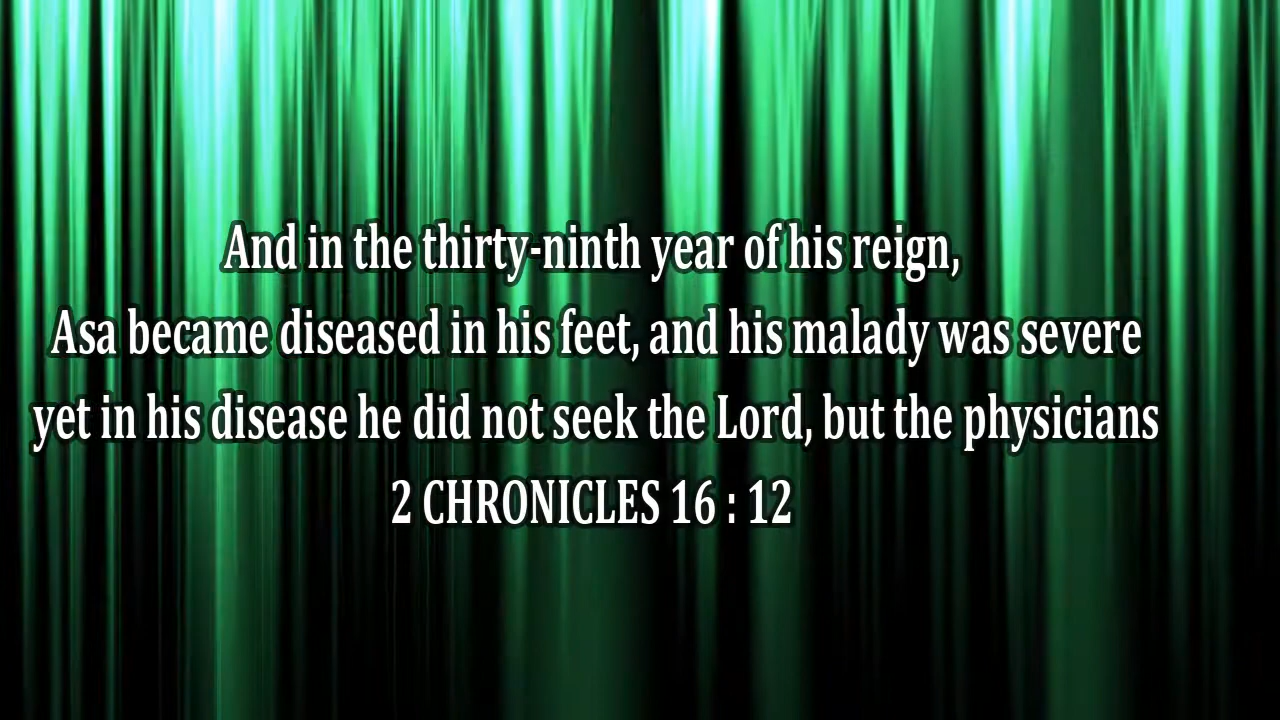 And in the thirty-ninth year of his reign,
Asa became diseased in his feet, and his malady was severe
yet in his disease he did not seek the Lord, but the physicians
2 CHRONICLES 16 : 12